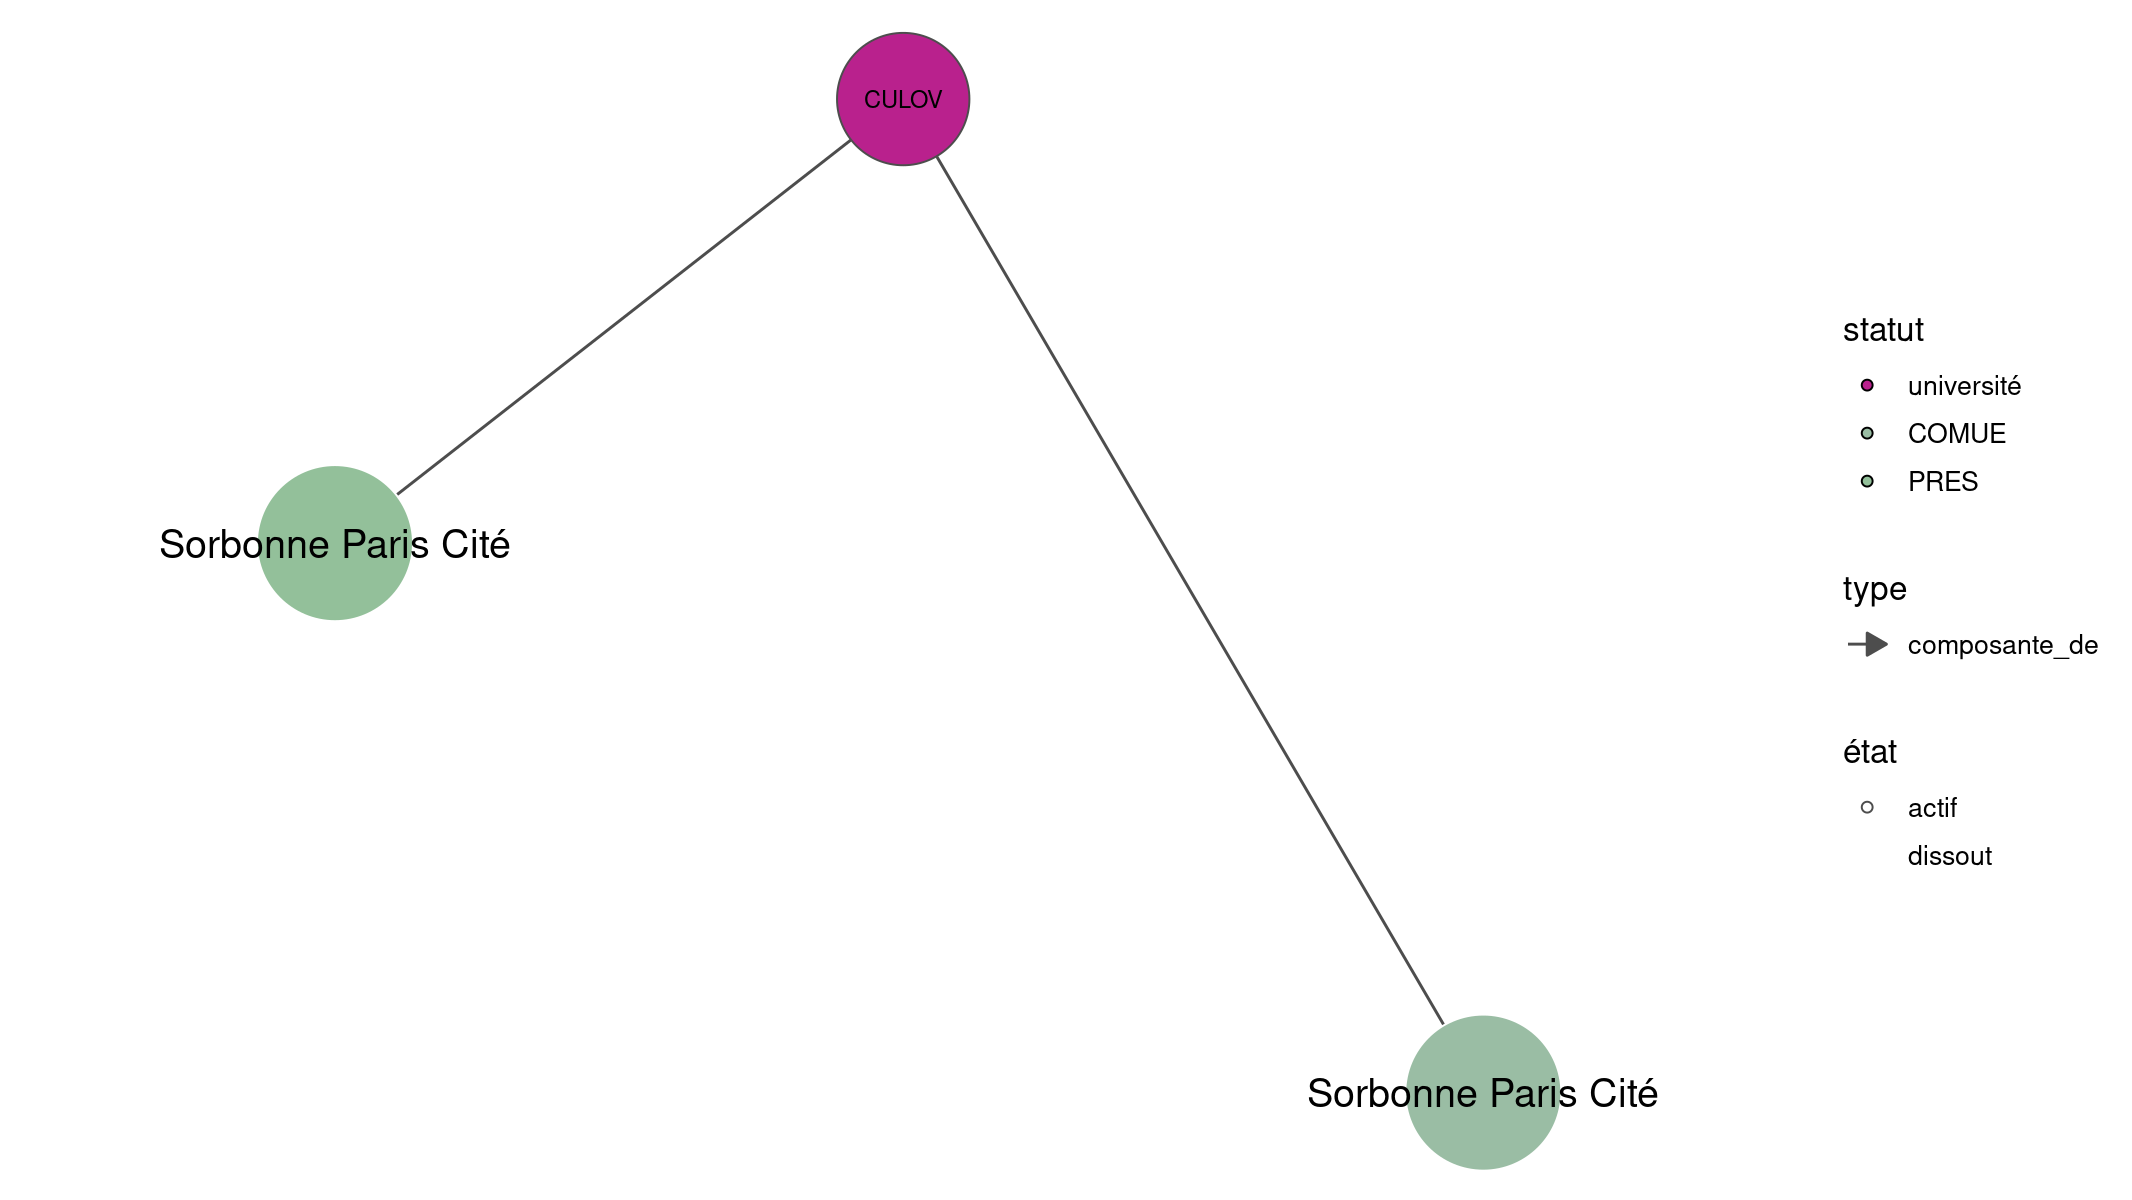 CULOV
Sorbonne Paris Cité
Sorbonne Paris Cité
statut
université
COMUE
PRES
type
composante_de
état
actif
dissout